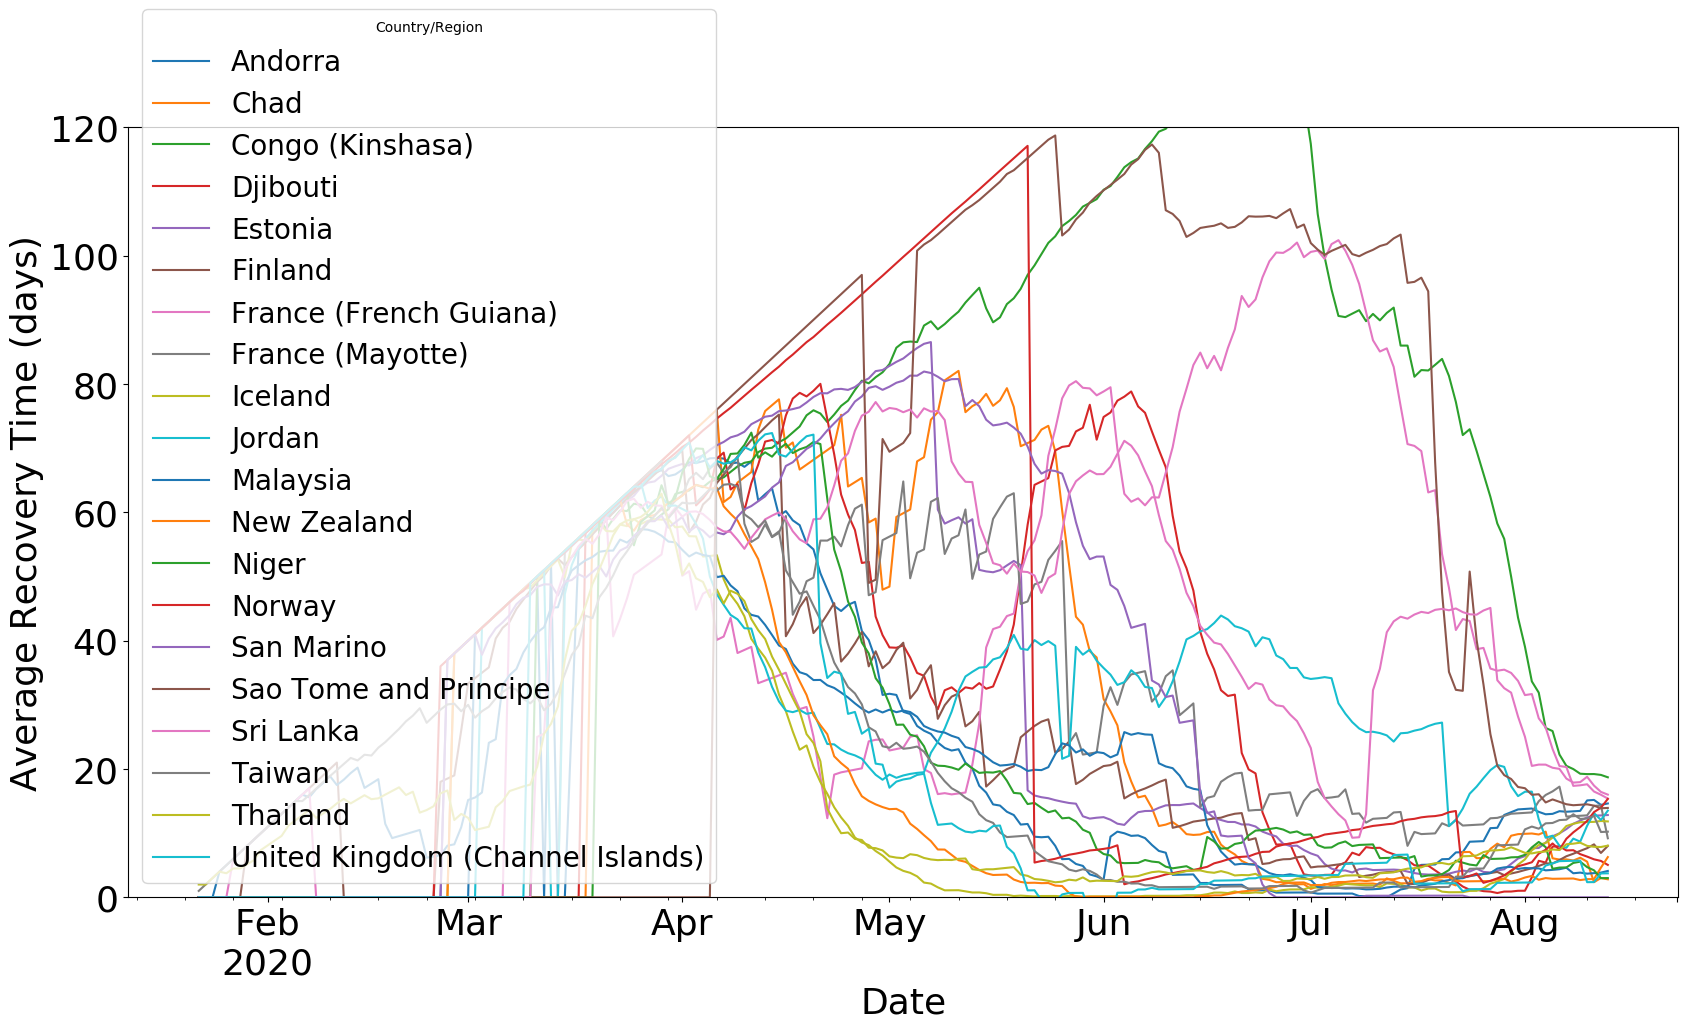 Country/Region
Andorra
Chad
Congo (Kinshasa)
Djibouti
Estonia
Finland
France (French Guiana)
France (Mayotte)
Iceland
Jordan
Malaysia
New Zealand
Niger
Norway
San Marino
Sao Tome and Principe
Sri Lanka
Taiwan
Thailand
United Kingdom (Channel Islands)
Average Recovery Time (days)
120
100
80
60
40
20
0
Feb
2020
Mar
Apr
May
Jun
Jul
Aug
Date